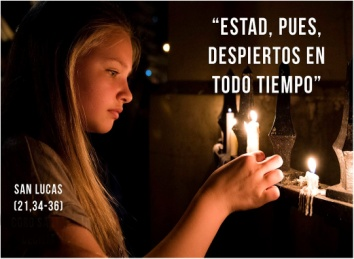 “ESTAD, PUES,
DESPIERTOS EN
TODO TIEMPO”
SAN LUCAS
(21,34-36)